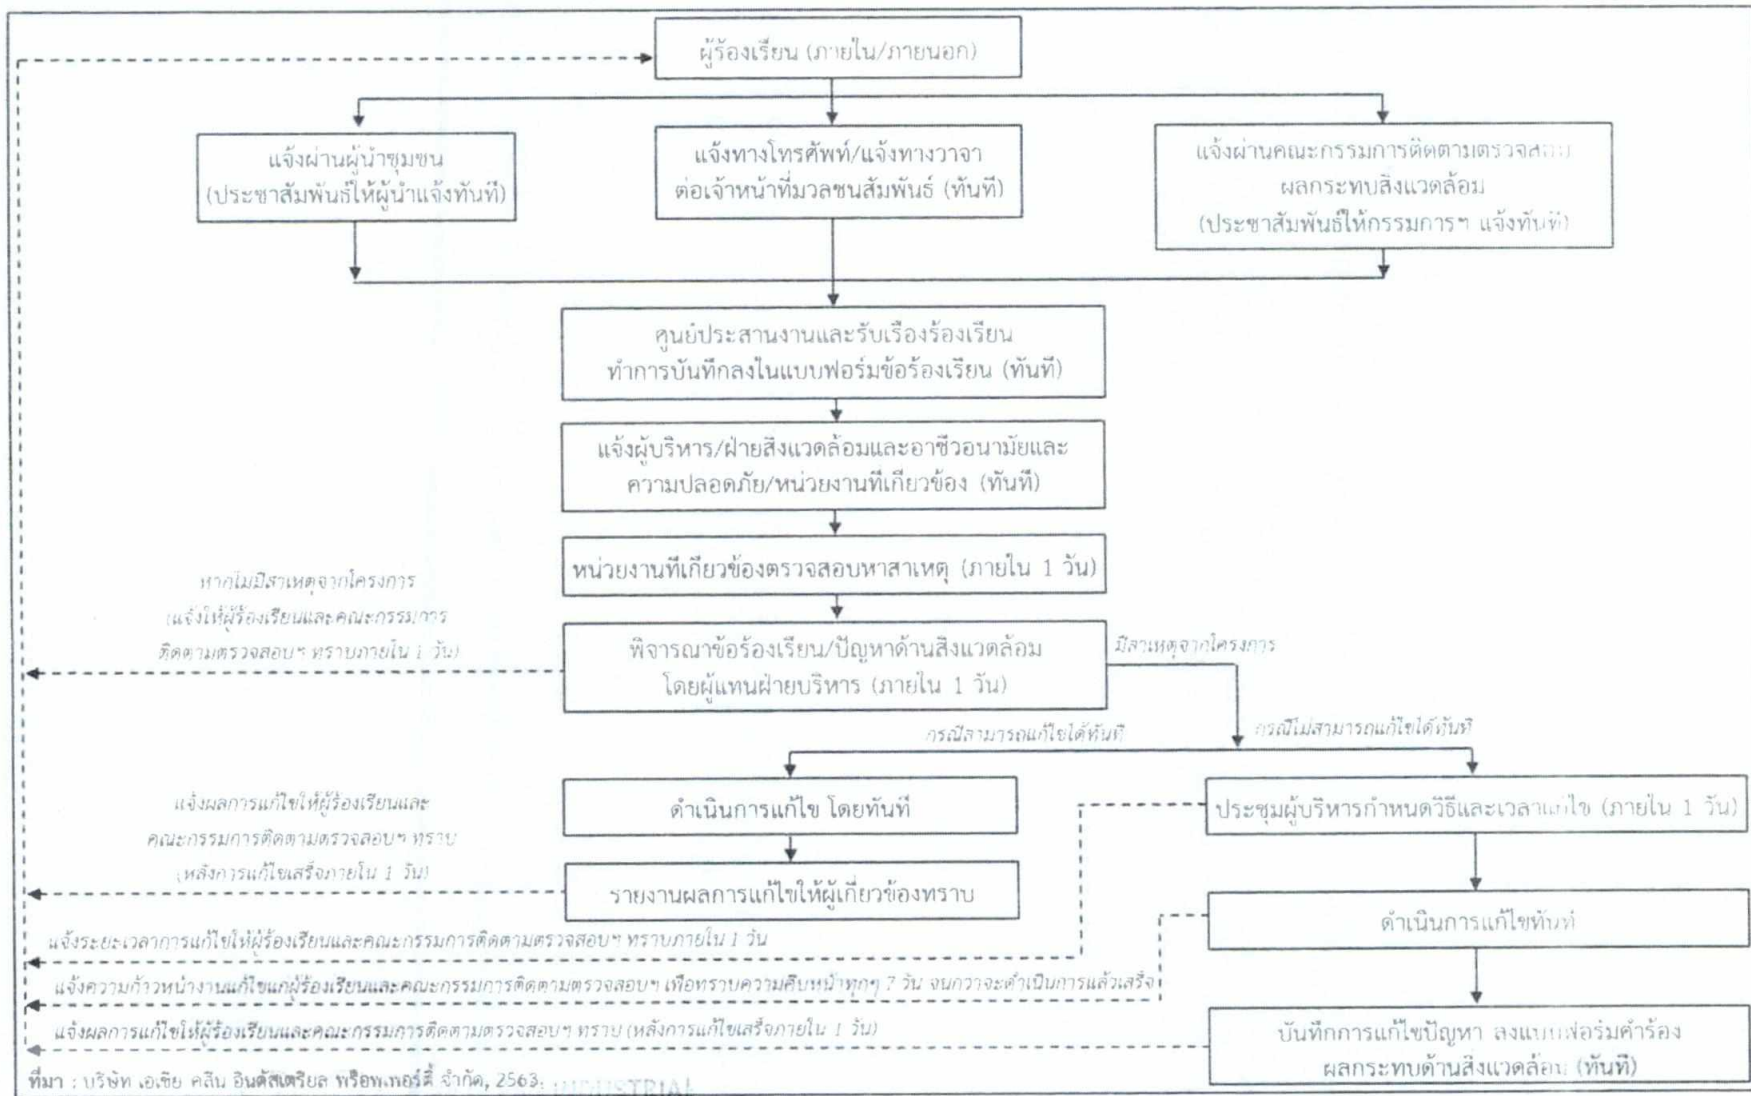 ผู้ร้องเรียน (ภายใน/ภายนอก)
แจ้งผ่านผู้นำชุมชน
(ประชาสัมพันธ์ให้ผู้นำแจ้งทันที)
แจ้งทางโทรศัพท์/แจ้งทางวาจา
ต่อเจ้าหน้าที่มวลชนสัมพันธ์ (ทันที)
แจ้งผ่านคณะกรรมการติดตามตรวจสอบ
ผลกระทบสิ่งแวดล้อม
(ประชาสัมพันธ์ให้กรรมการฯ แจ้งทันที)
ศูนย์ประสานงานและรับเรื่องร้องเรียน
ทำการบันทึกลงในแบบฟอร์มข้อร้องเรียน (ทันที)
แจ้งผู้บริหาร/ฝ่ายสิ่งแวดล้อมและอาชีวอนามัยและ
ความปลอดภัย/หน่วยงานที่เกี่ยวข้อง (ทันที)
หน่วยงานที่เกี่ยวข้องตรวจสอบหาสาเหตุ (ภายใน 1 วัน)
หากไม่มีสาเหตุจากโครงการ
(แจ้งให้ผู้ร้องเรียนและคณะกรรมการ
ติดตามตรวจสอบฯ ทราบภายใน 1 วัน)
พิจารณาข้อร้องเรียน/ปัญหาด้านสิ่งแวดล้อม
โดยผู้แทนฝ่ายบริหาร (ภายใน 1 วัน)
มีสาเหตุจากโครงการ
กรณีสามารถแก้ไขได้ทันที
กรณีไม่สามารถแก้ไขได้ทันที
แจ้งผลการแก้ไขให้ผู้ร้องเรียนและ
คณะกรรมการติดตามตรวจสอบฯ ทราบ
(หลังการแก้ไขเสร็จภายใน 1 วัน)
ดำเนินการแก้ไข โดยทันที
ประชุมผู้บริหารกำหนดวิธีและเวลาแก้ไข (ภายใน 1 วัน)
รายงานผลการแก้ไขให้ผู้เกี่ยวข้องทราบ
ดำเนินการแก้ไขทันที
แจ้งระยะเวลาการแก้ไขให้ผู้ร้องเรียนและคณะกรรมการติดตามตรวจสอบฯ ทราบภายใน 1 วัน
แจ้งความก้าวหน้างานแก้ไขแก่ผู้ร้องเรียนและคณะกรรมการติดตามตรวจสอบฯ เพื่อทราบความคืบหน้าทุกๆ 7 วัน จนกว่าจะดำเนินการแล้วเสร็จ
แจ้งผลการแก้ไขให้ผู้ร้องเรียนและคณะกรรมการติดตามตรวจสอบฯ ทราบ (หลังการแก้ไขเสร็จภายใน 1 วัน)
บันทึกการแก้ไขปัญหา ลงแบบฟอร์มคำร้อง
ผลกระทบด้านสิ่งแวดล้อม (ทันที)
ที่มา : บริษัท เอเชีย คลีน อินดัสเตรียล พร็อพเพอร์ตี้ จำกัด, 2563.
INDUSTRIAL